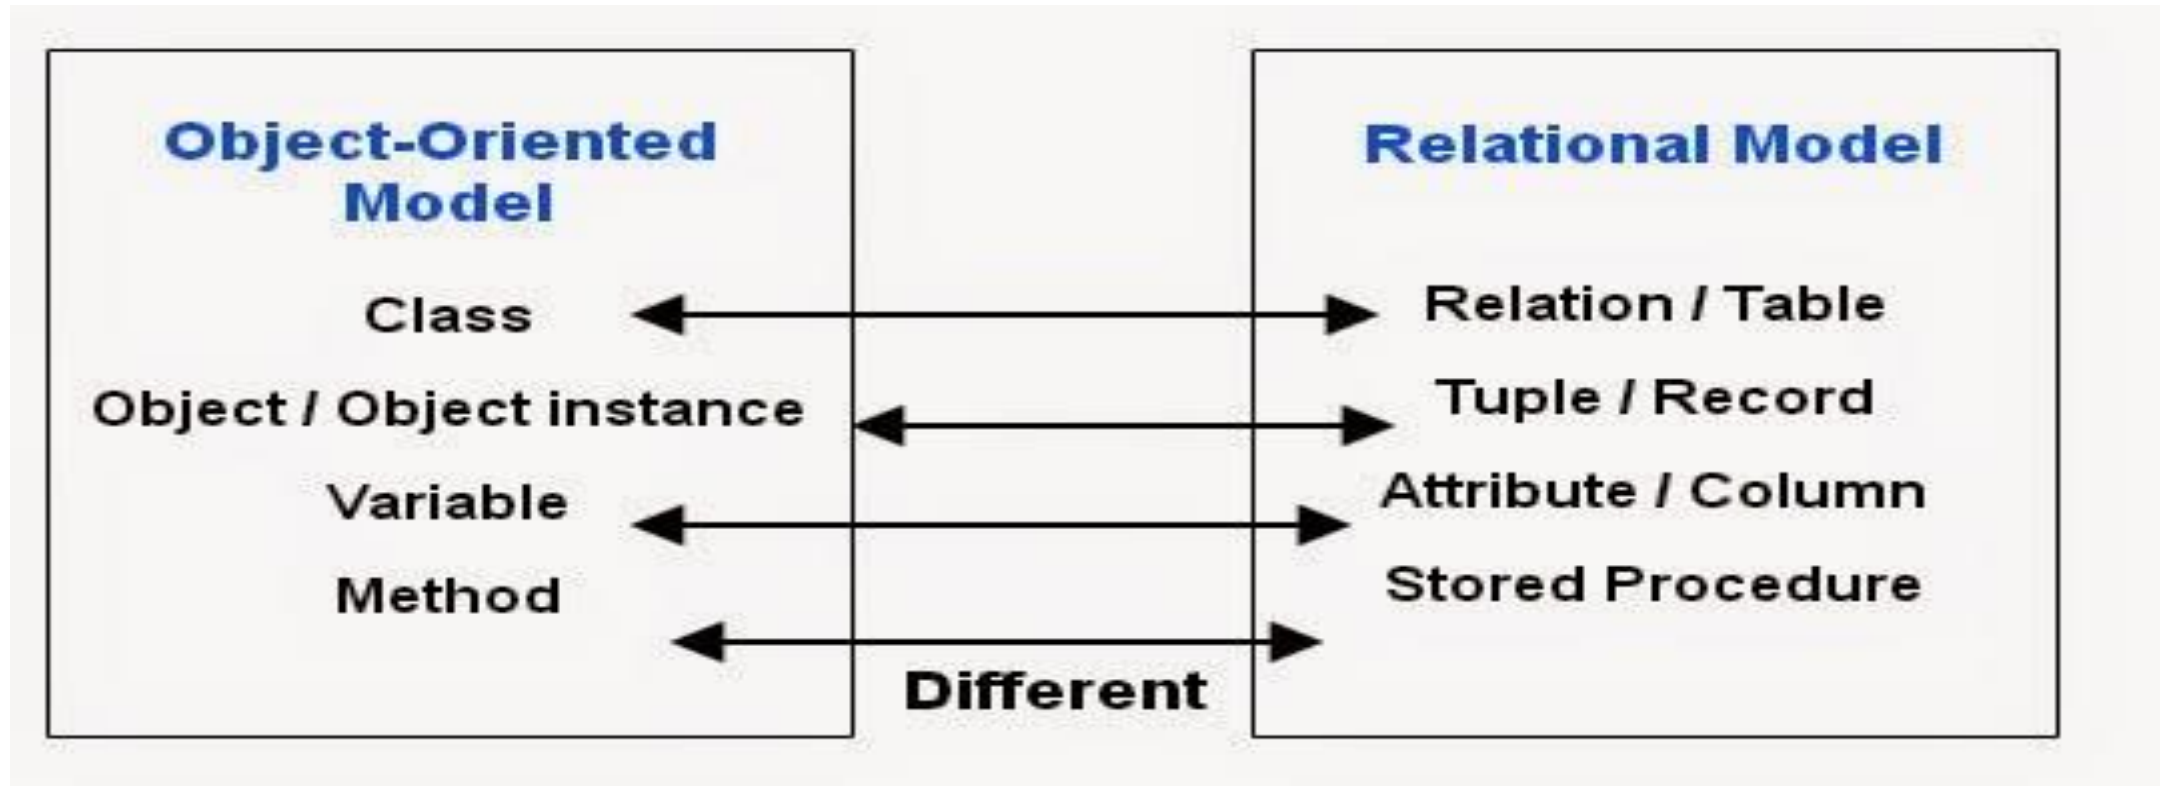 Object-Oriented
Model
Class
Object / Object instance
Variable
Method
Different
Relational Model
Relation / Table
Tuple / Record
Attribute / Column
Stored Procedure